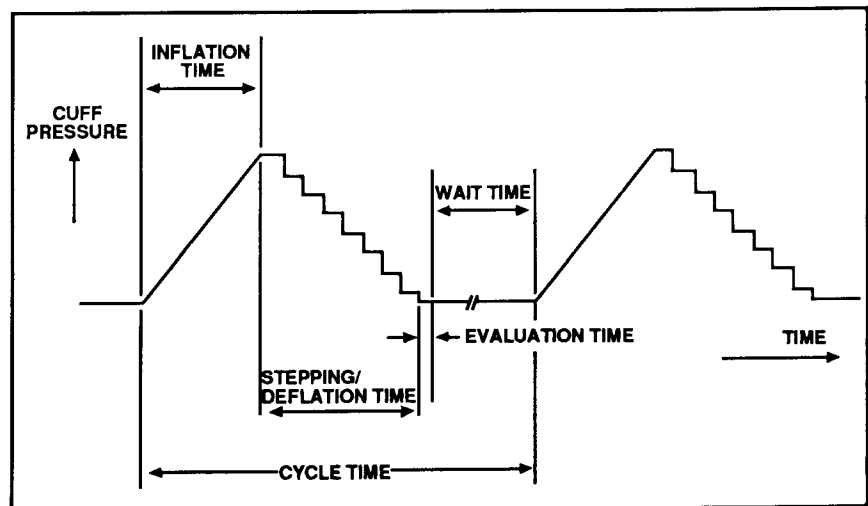 INFLATION
TIME
CUFF
PRESSURE
WAIT TIME
EVALUATION TIME
TIME
STEPPING/
DEFLATION TIME
CYCLE TIME